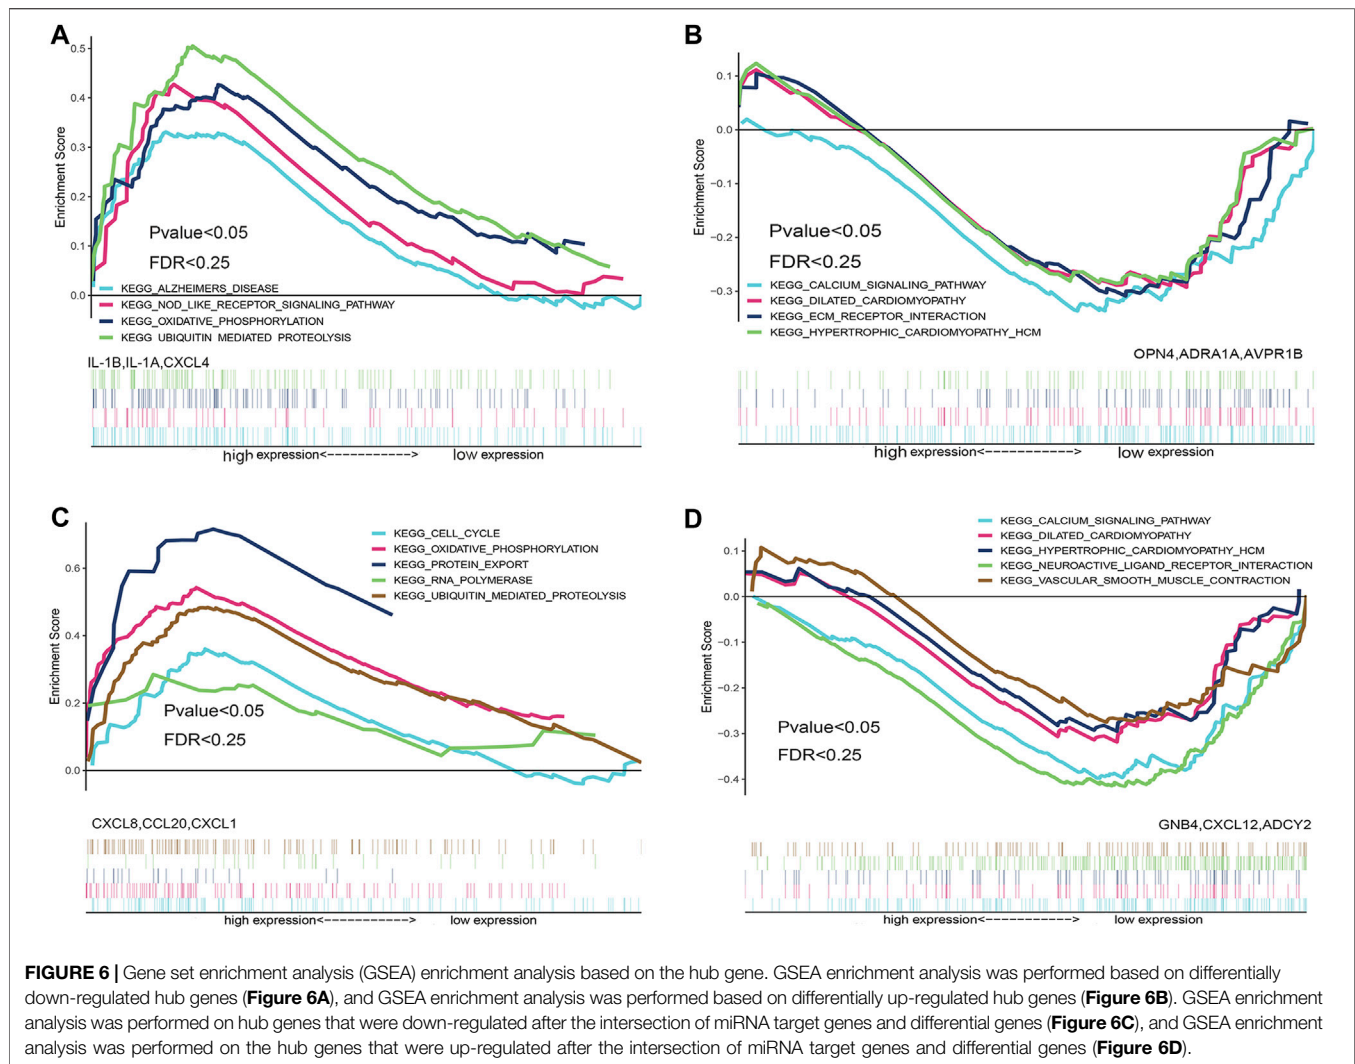 A
0.5
0.4
0.3
0.2
0.1
0.0
Enrichment Score
Pvalue<0.05
FDR<0.25
KEGG_ALZHEIMERS_DISEASE
KEGG_NOD_LIKE_RECEPTOR_SIGNALING_PATHWAY
KEGG_OXIDATIVE_PHOSPHORYLATION
KEGG_UBIQUITIN_MEDIATED_PROTEOLYSIS
IL-1B,IL-1A,CXCL4
high expression<------------>
low expression
B
0.1
0.0
−0.1
−0.2
−0.3
Enrichment Score
Pvalue<0.05
FDR<0.25
KEGG_CALCIUM_SIGNALING_PATHWAY
KEGG_DILATED_CARDIOMYOPATHY
KEGG_ECM_RECEPTOR_INTERACTION
KEGG_HYPERTROPHIC_CARDIOMYOPATHY_HCM
OPN4,ADRA1A,AVPR1B
high expression<------------>
low expression
C
0.6
0.4
0.2
0.0
Enrichment Score
KEGG_CELL_CYCLE
KEGG_OXIDATIVE_PHOSPHORYLATION
KEGG_PROTEIN_EXPORT
KEGG_RNA_POLYMERASE
KEGG_UBIQUITIN_MEDIATED_PROTEOLYSIS
Pvalue<0.05
FDR<0.25
CXCL8,CCL20,CXCL1
high expression<------------>
low expression
D
0.1
0.0
−0.1
−0.2
−0.3
−0.4
Enrichment Score
KEGG_CALCIUM_SIGNALING_PATHWAY
KEGG_DILATED_CARDIOMYOPATHY
KEGG_HYPERTROPHIC_CARDIOMYOPATHY_HCM
KEGG_NEUROACTIVE_LIGAND_RECEPTOR_INTERACTION
KEGG_VASCULAR_SMOOTH_MUSCLE_CONTRACTION
Pvalue<0.05
FDR<0.25
GNB4,CXCL12,ADCY2
high expression<------------>
low expression
FIGURE 6 | Gene set enrichment analysis (GSEA) enrichment analysis based on the hub gene. GSEA enrichment analysis was performed based on differentially
down-regulated hub genes (Figure 6A), and GSEA enrichment analysis was performed based on differentially up-regulated hub genes (Figure 6B). GSEA enrichment
analysis was performed on hub genes that were down-regulated after the intersection of miRNA target genes and differential genes (Figure 6C), and GSEA enrichment
analysis was performed on the hub genes that were up-regulated after the intersection of miRNA target genes and differential genes (Figure 6D).